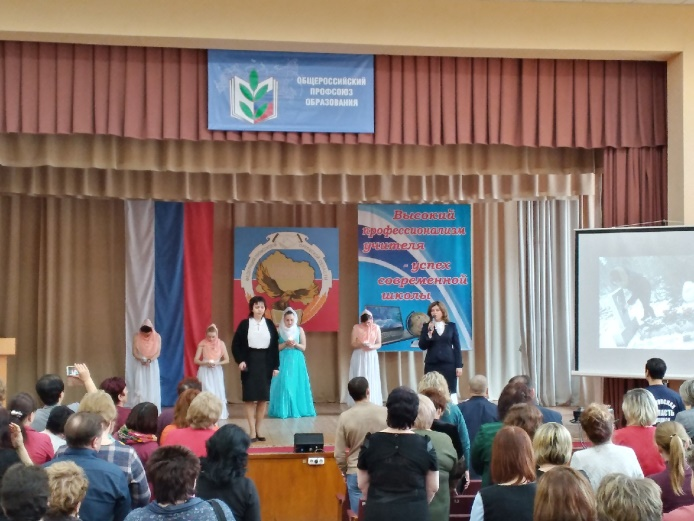 ОБЩЕРОССИЙСКИЙ
ПРОФСОЮЗ
ОБРАЗОВАНИЯ
Высокий
профессионализм
учителя
- успех
современной
школы